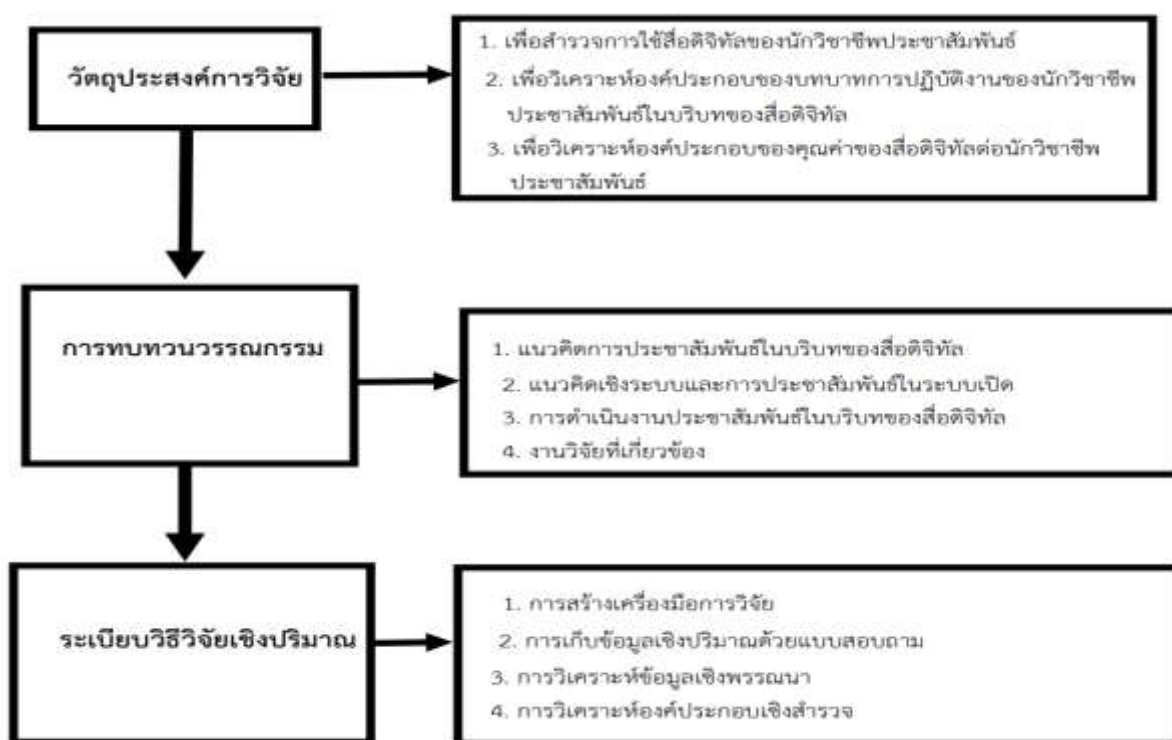 วัตถุประสงค์การวิจัย
1. เพื่อสำรวจการใช้สื่อดิจิทัลของนักวิชาชีพประชาสัมพันธ์
2. เพื่อวิเคราะห์องค์ประกอบของบทบาทการปฏิบัติงานของนักวิชาชีพ
ประชาสัมพันธ์ในบริบทของสื่อดิจิทัล
3. เพื่อวิเคราะห์องค์ประกอบของคุณค่าของสื่อดิจิทัลต่อนักวิชาชีพ
ประชาสัมพันธ์
การทบทวนวรรณกรรม
1. แนวคิดการประชาสัมพันธ์ในบริบทของสื่อดิจิทัล
2. แนวคิดเชิงระบบและการประชาสัมพันธ์ในระบบเปิด
3. การดำเนินงานประชาสัมพันธ์ในบริบทของสื่อดิจิทัล
4. งานวิจัยที่เกี่ยวข้อง
ระเบียบวิธีวิจัยเชิงปริมาณ
1. การสร้างเครื่องมือการวิจัย
2. การเก็บข้อมูลเชิงปริมาณด้วยแบบสอบถาม
3. การวิเคราะห์ข้อมูลเชิงพรรณนา
4. การวิเคราะห์องค์ประกอบเชิงสำรวจ